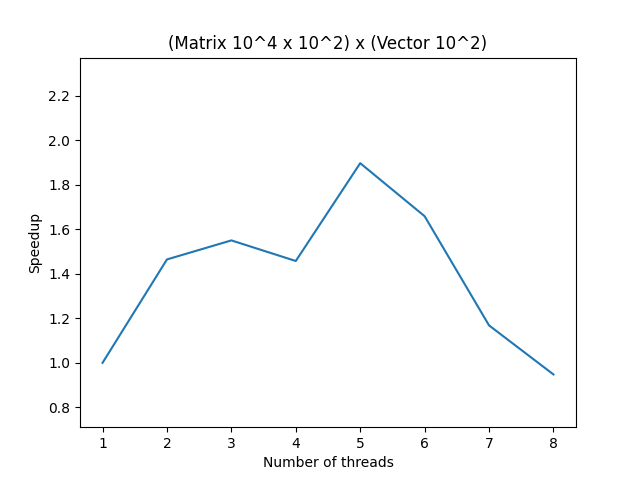 (Matrix 10^4 x 10^2) x (Vector 10^2)
Speedup
2.2
2.0
1.8
1.6
1.4
1.2
1.0
0.8
1 2 3 4 5 6 7 8
Number of threads